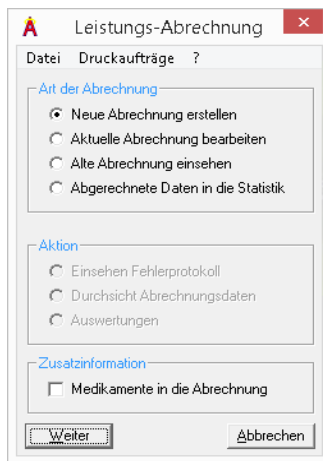 Leistungs-Abrechnung
Datei Druckaufträge ?
Art der Abrechnung
Neue Abrechnung erstellen
Aktuelle Abrechnung bearbeiten
Alte Abrechnung einsehen
Abgerechnete Daten in die Statistik
Aktion
Einsehen Fehlerprotokoll
Durchsicht Abrechnungsdaten
Auswertungen
Zusatzinformation
Medikamente in die Abrechnung
Weiter Abbrechen